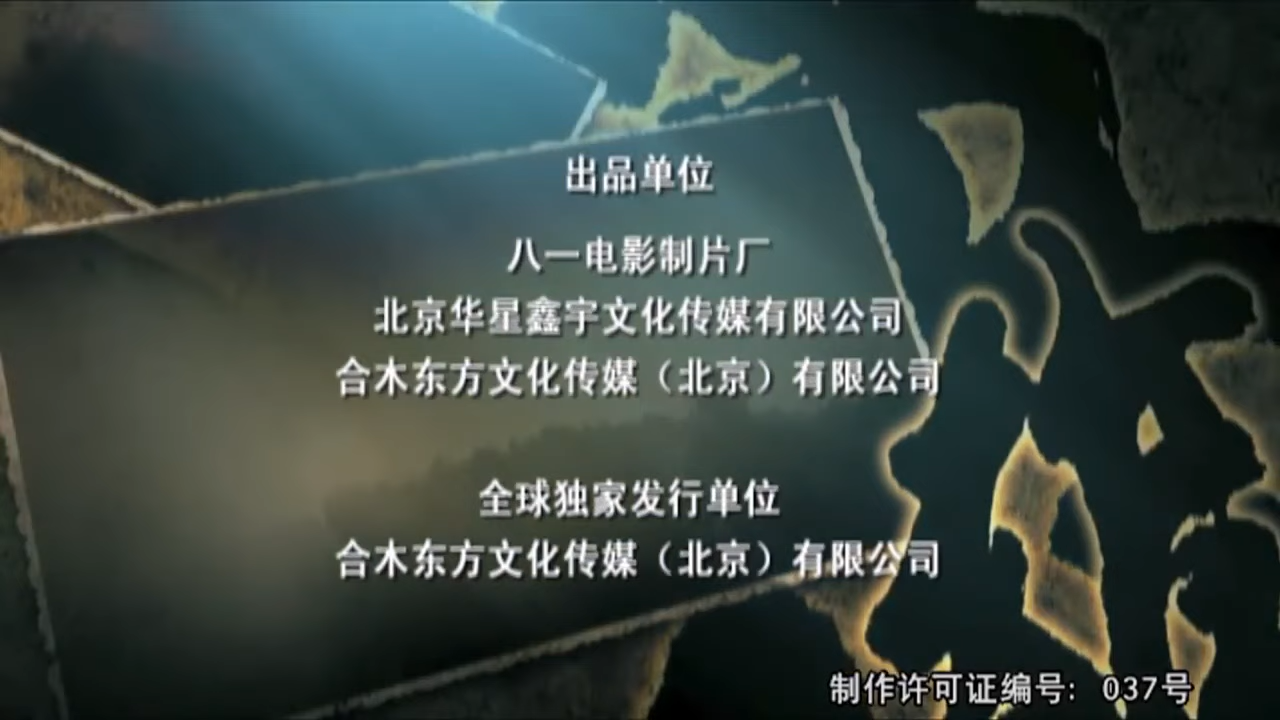 出品单位
八一电影制片厂
北京华星鑫宇文化传媒有限公司
合木东方文化传媒（北京）有限公司
全球独家发行单位
合木东方文化传媒（北京）有限公司
制作许可证编号：037号